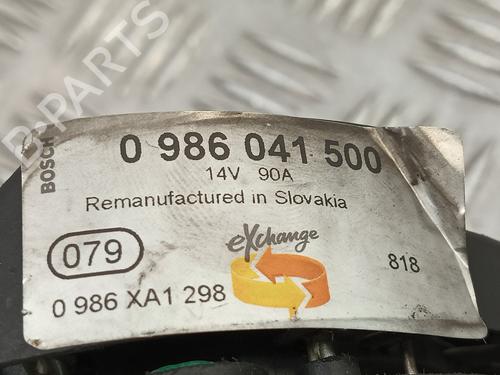 BOSCH
0 986 041 500
14V 90A
Remanufactured in Slovakia
eXchange
079
818
0 986 XA1 298
B-PARTS